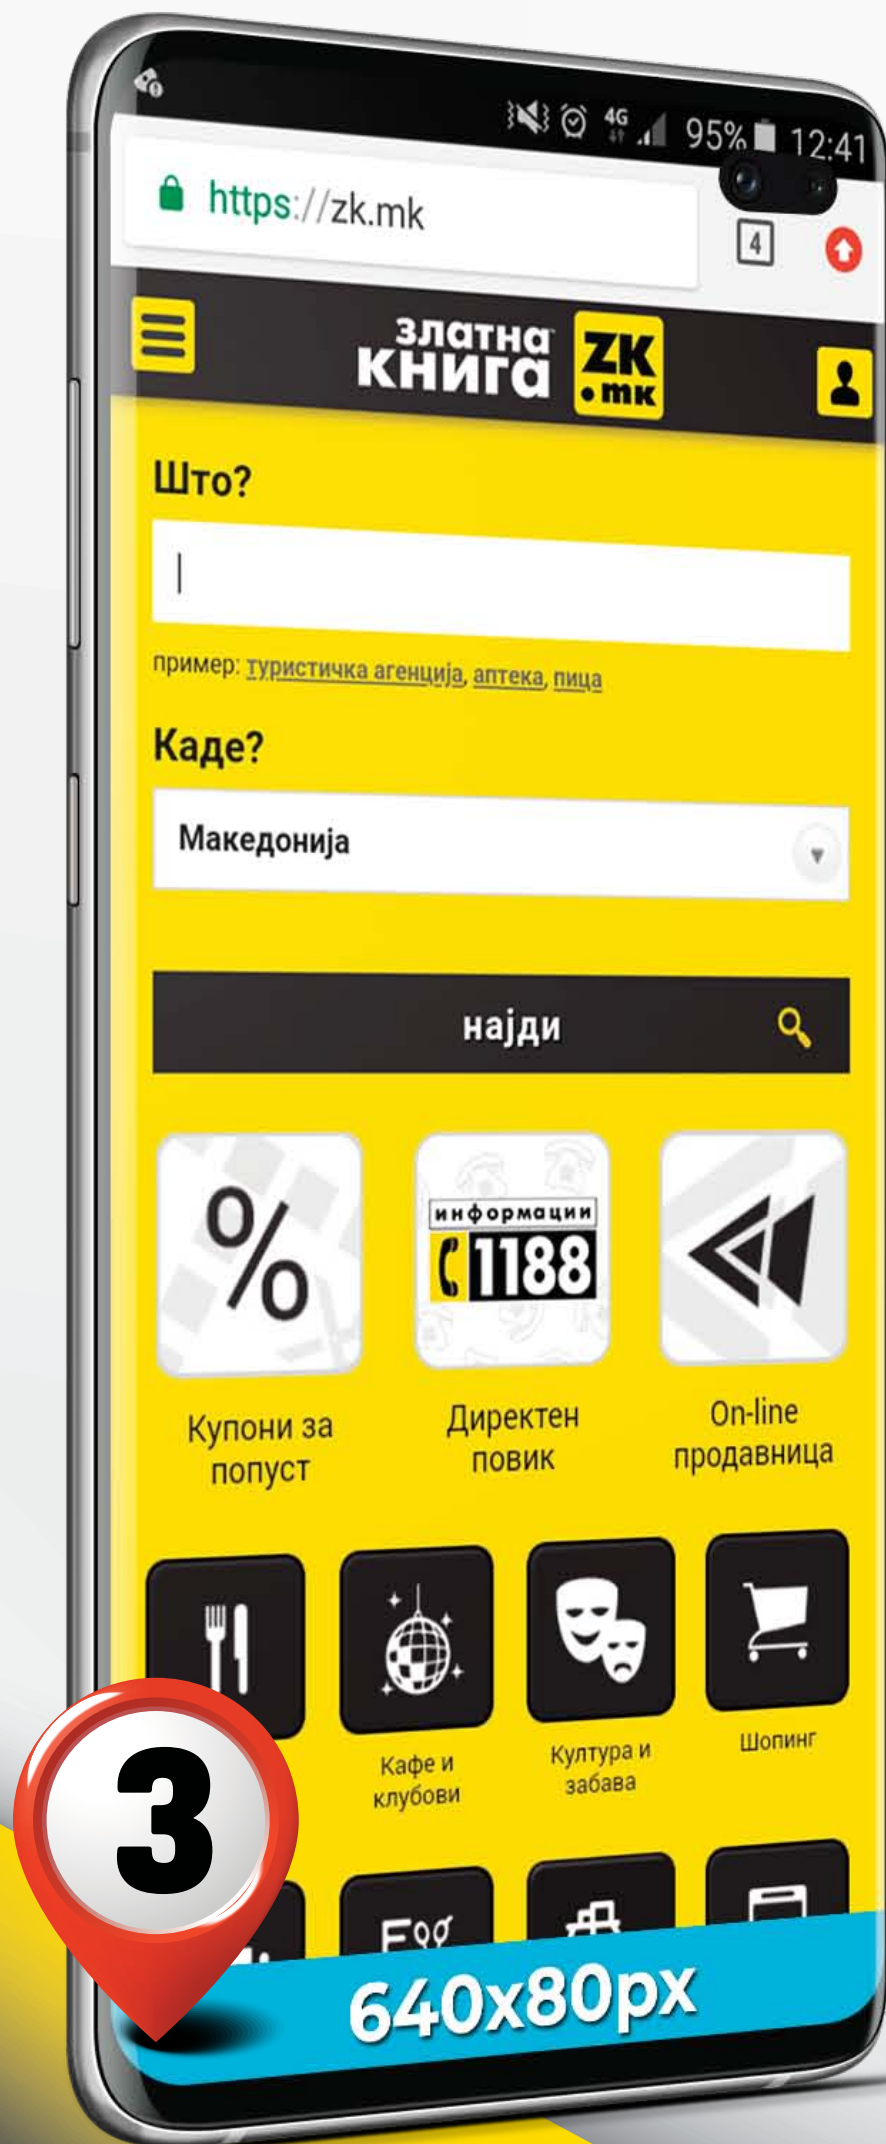 4G 95% 12:41
https://zk.mk
4
златна
книга
ZK
.mk
Што?
пример: туристичка агенција, аптека, пица
Каде?
Македонија
најди
%
информации
1188
Купони за
попуст
Директен
повик
On-line
продавница
Кафе и
клубови
Култура и
забава
Шопинг
3
640x80px